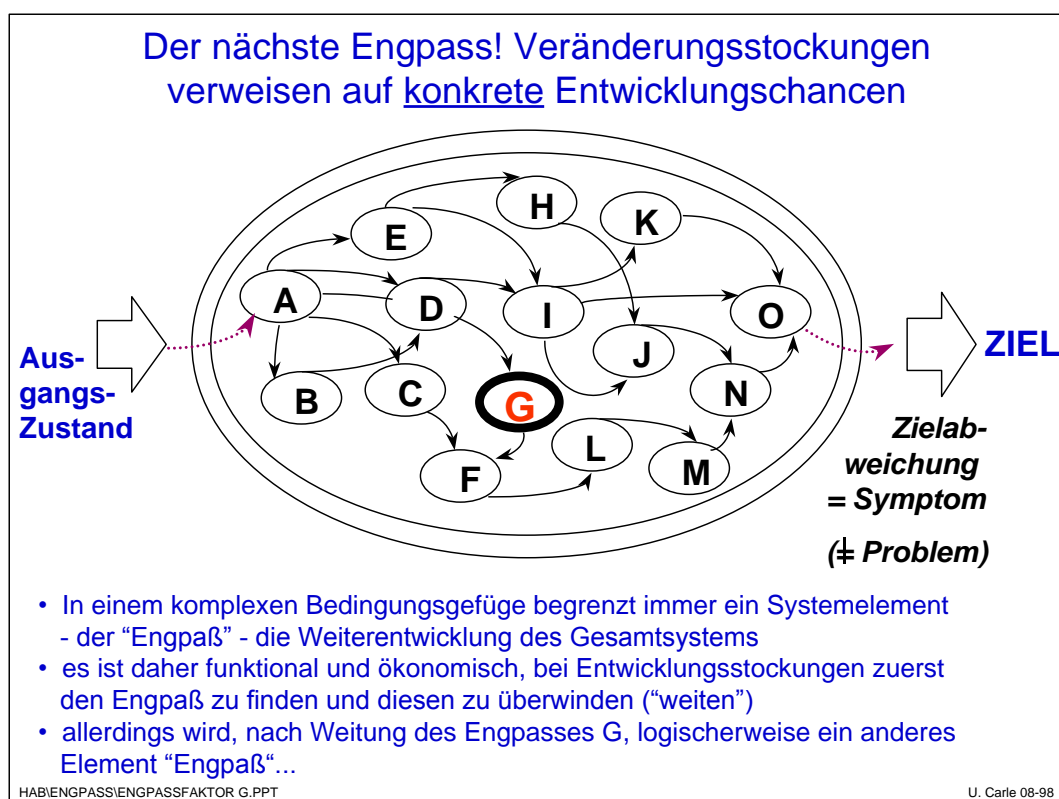 Der nächste Engpass! Veränderungsstockungen
verweisen auf konkrete Entwicklungschancen
H
K
E
A
D
I
O
J
B
C
G
N
L
F
M
Aus-
gangs-
Zustand
ZIEL
Zielab-
weichung
= Symptom
(ǂ Problem)
• In einem komplexen Bedingungsgefüge begrenzt immer ein Systemelement
- der “Engpaß” - die Weiterentwicklung des Gesamtsystems
• es ist daher funktional und ökonomisch, bei Entwicklungsstockungen zuerst
den Engpaß zu finden und diesen zu überwinden (“weiten”)
• allerdings wird, nach Weitung des Engpasses G, logischerweise ein anderes
Element “Engpaß“...
HAB\ENGPASS\ENGPASSFAKTOR G.PPT
U. Carle 08-98